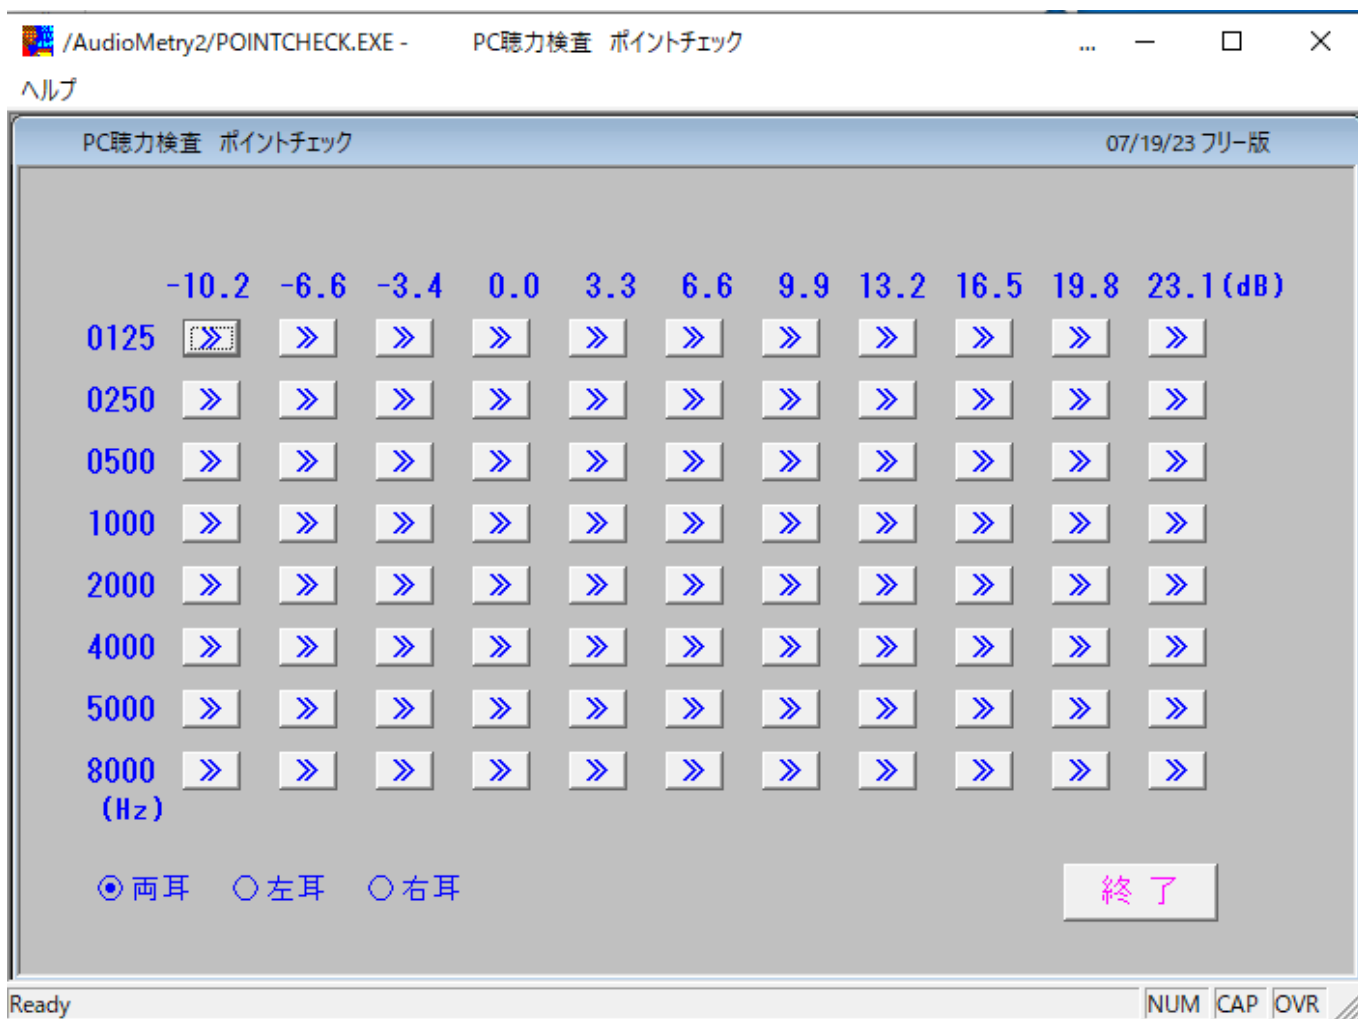 /AudioMetry2/POINTCHECK.EXE - PC聴力検査 ポイントチェック ...
ヘルプ
PC聴力検査 ポイントチェック 07/19/23 フリー版
-10.2 -6.6 -3.4 0.0 3.3 6.6 9.9 13.2 16.5 19.8 23.1(dB)
0125 >> >> >> >> >> >> >> >> >> >> >>
0250 >> >> >> >> >> >> >> >> >> >> >>
0500 >> >> >> >> >> >> >> >> >> >> >>
1000 >> >> >> >> >> >> >> >> >> >> >>
2000 >> >> >> >> >> >> >> >> >> >> >>
4000 >> >> >> >> >> >> >> >> >> >> >>
5000 >> >> >> >> >> >> >> >> >> >> >>
8000 >> >> >> >> >> >> >> >> >> >> >>
(Hz)
両耳 左耳 右耳 終了
Ready NUM CAP OVR